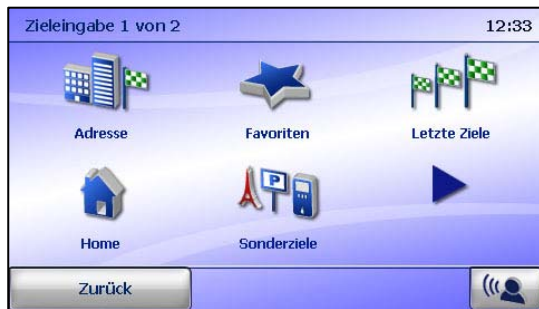 Zieleingabe 1 von 2 12:33
Adresse Favoriten Letzte Ziele
P
Home Sonderziele
Zurück